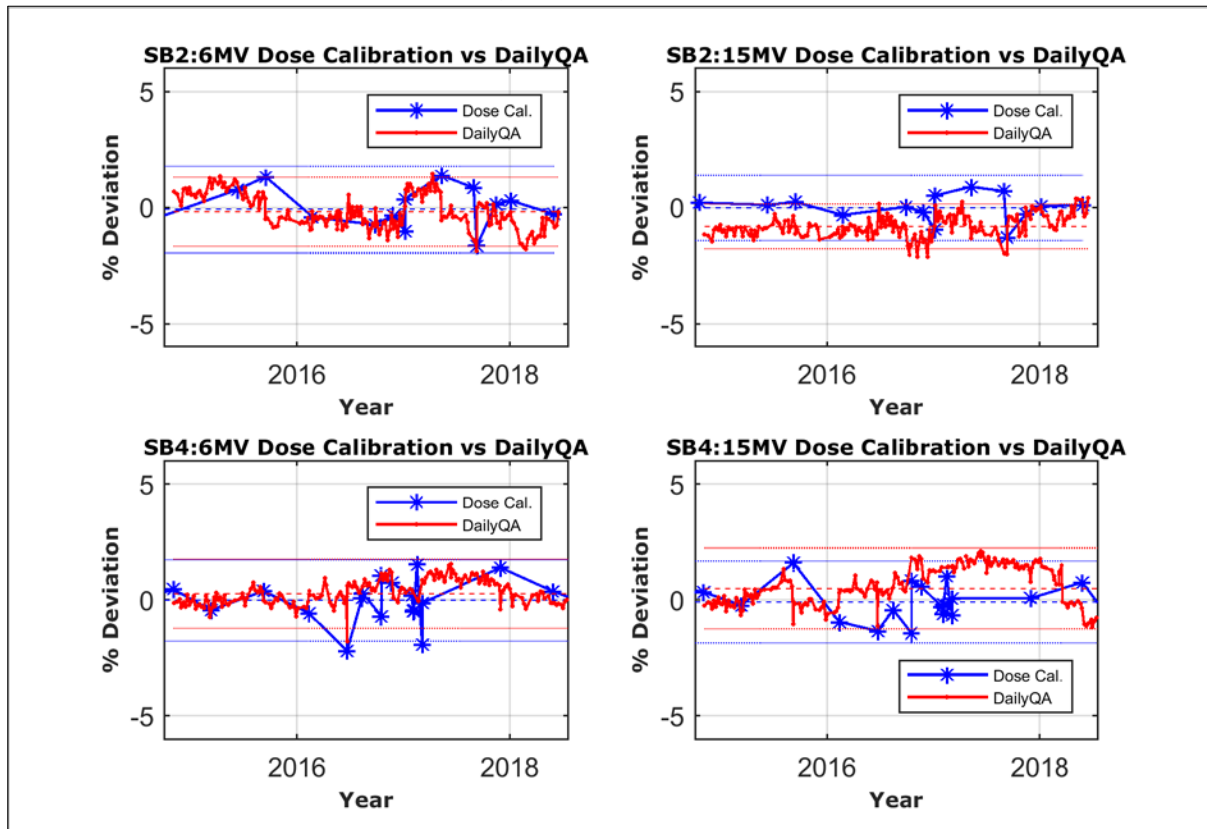 SB2:6MV Dose Calibration vs DailyQA
5
0
-5
% Deviation
Dose Cal.
DailyQA
2016
2018
Year
SB2:15MV Dose Calibration vs DailyQA
5
0
-5
% Deviation
Dose Cal.
DailyQA
2016
2018
Year
SB4:6MV Dose Calibration vs DailyQA
5
0
-5
% Deviation
Dose Cal.
DailyQA
2016
2018
Year
SB4:15MV Dose Calibration vs DailyQA
5
0
-5
% Deviation
Dose Cal.
DailyQA
2016
2018
Year